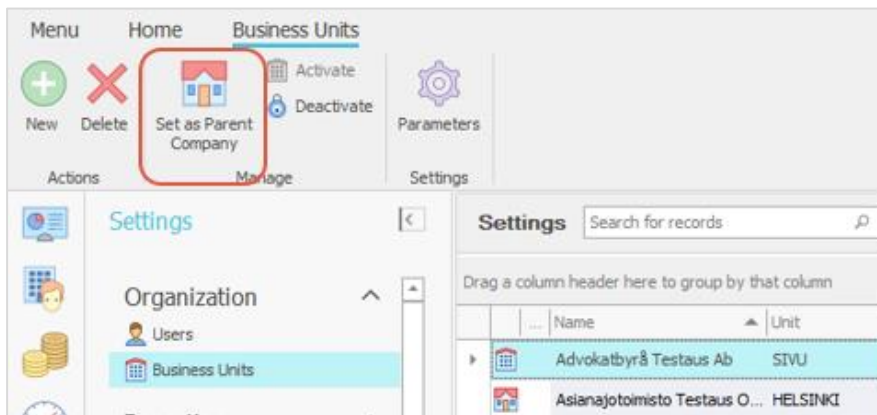 Menu Home Business Units
New
Delete
Set as Parent
Company
Activate
Deactivate
Parameters
Actions
Manage
Settings
Settings
Organization
Users
Business Units
Settings
Search for records
Drag a column header here to group by that column
... Name Unit
Advokatbyrå Testaus Ab SIVU
Asianajotoimisto Testaus O... HELSINKI